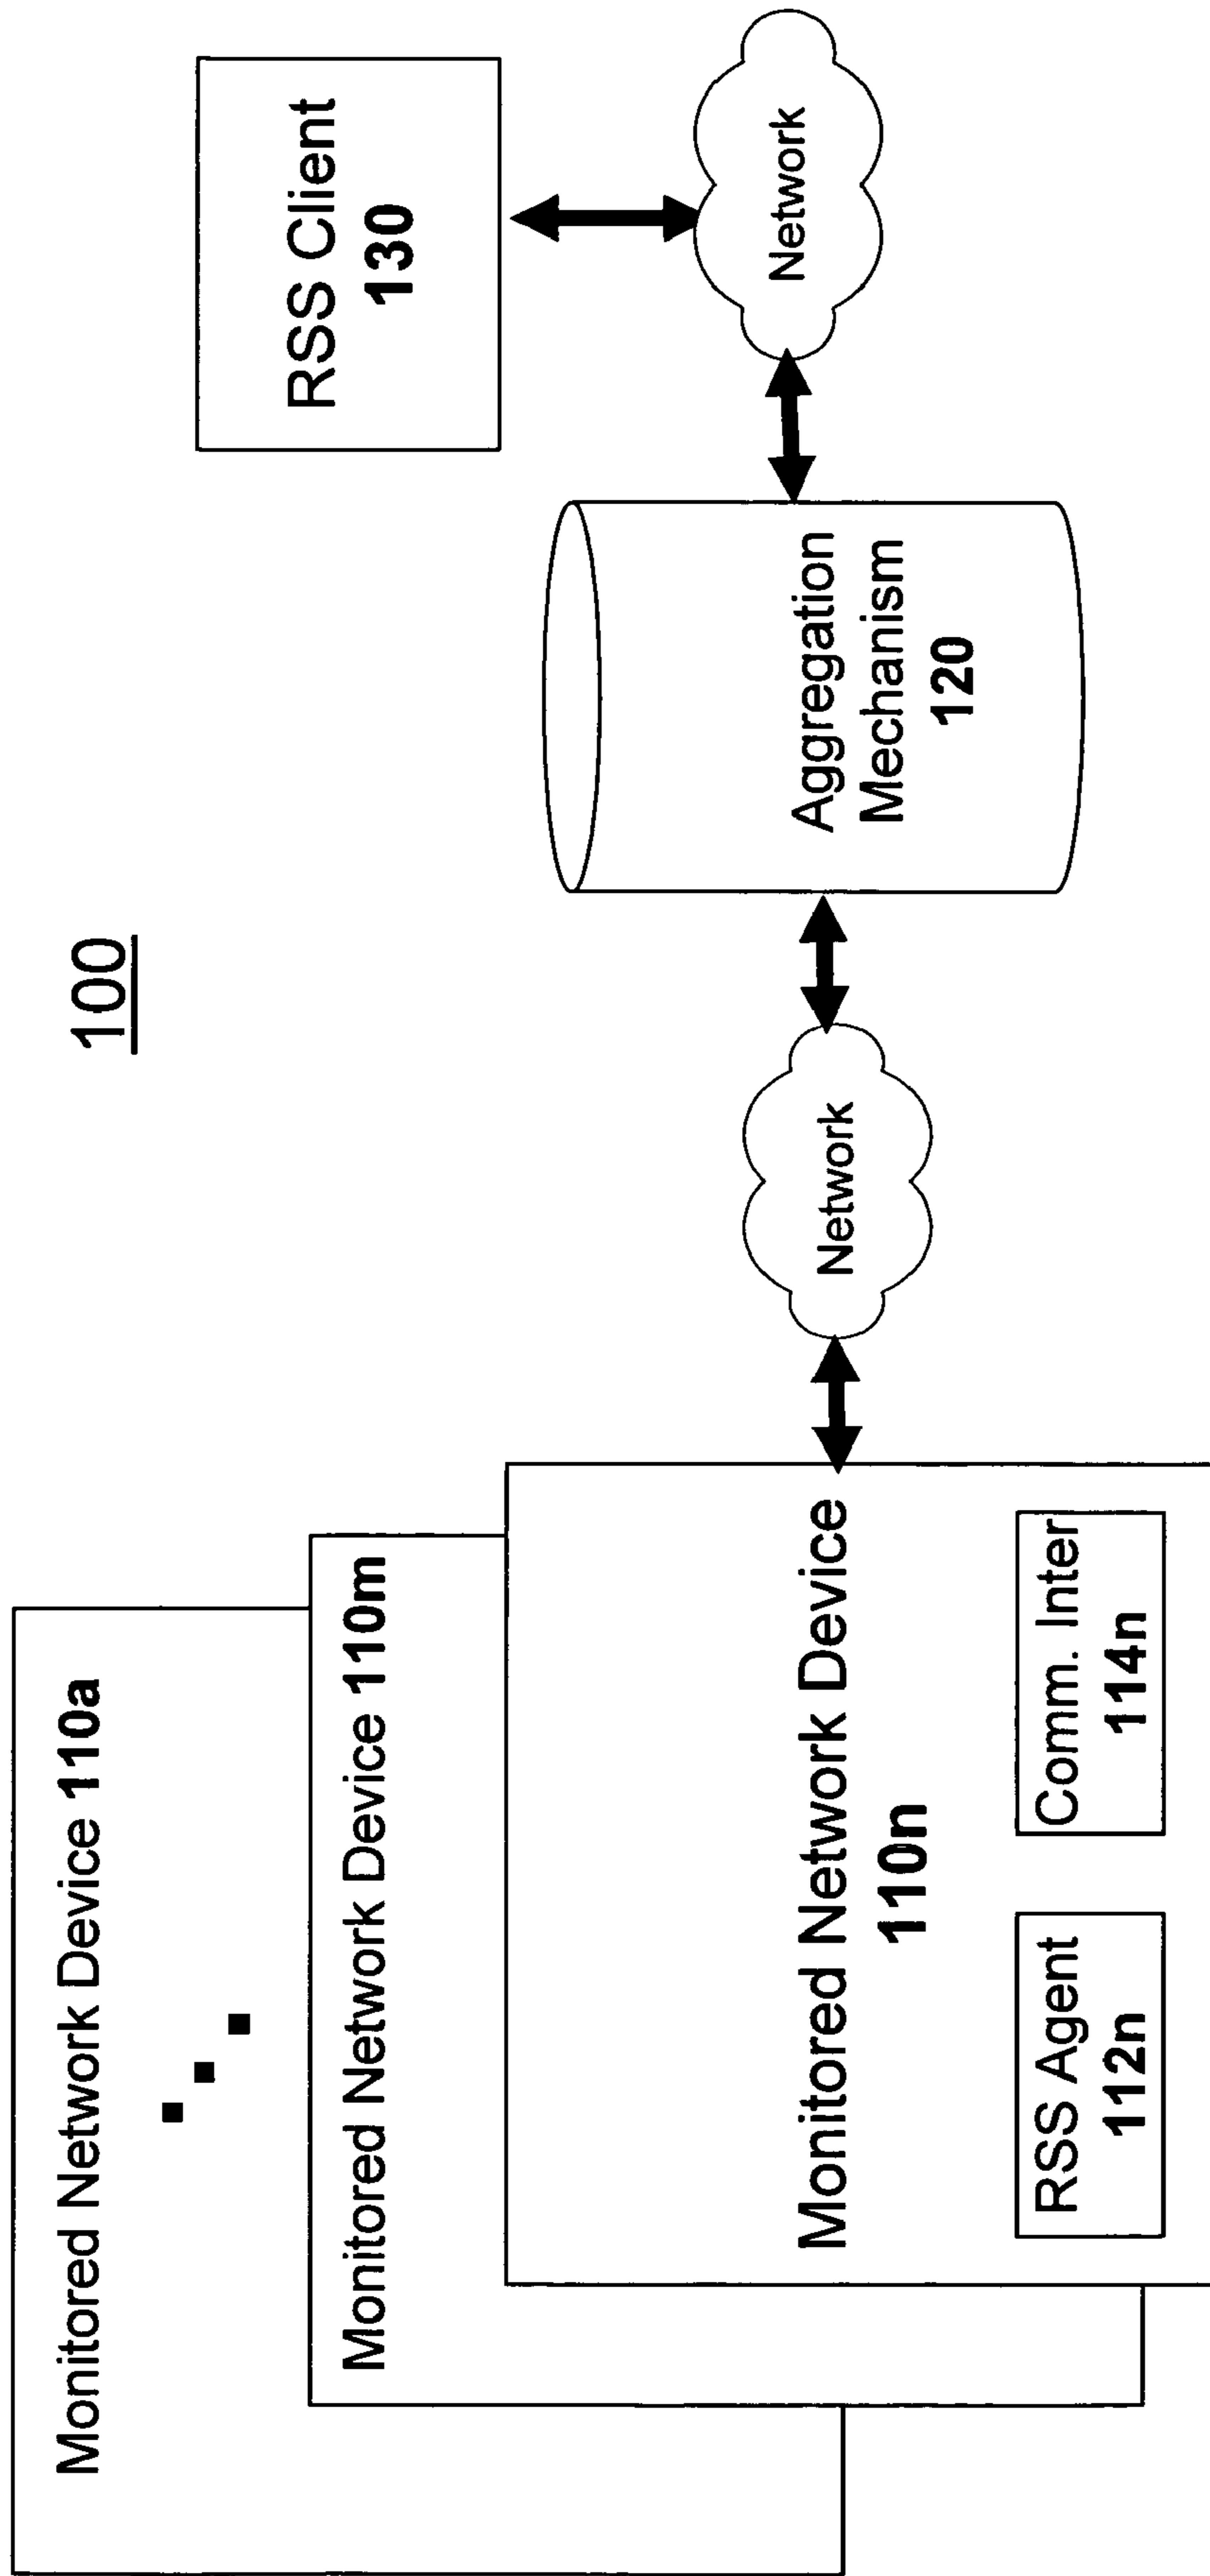 100
Monitored Network Device 110a
Monitored Network Device 110m
Monitored Network Device
110n
RSS Agent
112n
Comm. Inter
114n
Network
Aggregation
Mechanism
120
Network
RSS Client
130